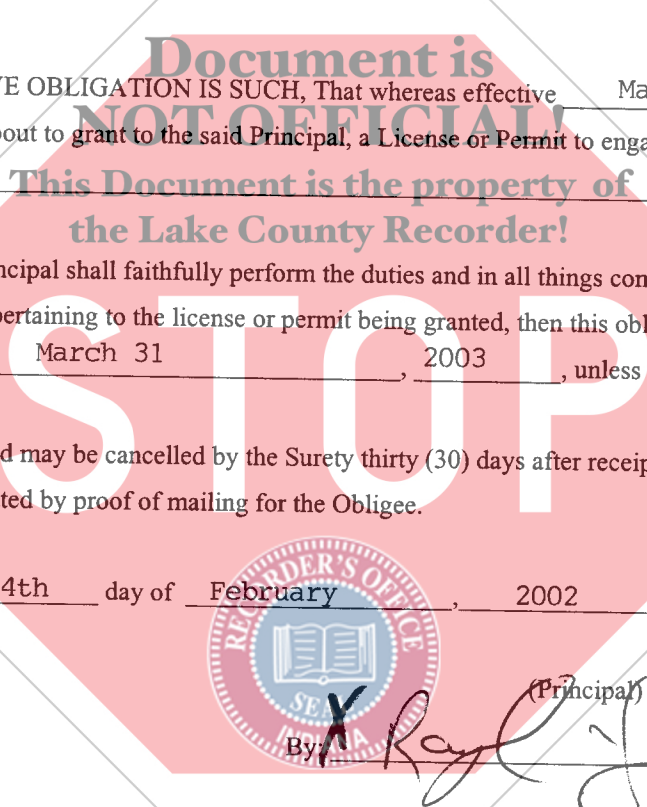 Document is
VE OBLIGATION IS SUCH, That whereas effective Ma
NOT OFFICIAL!
bout to grant to the said Principal, a License or Permit to enga
This Document is the property of
the Lake County Recorder!
ncipal shall faithfully perform the duties and in all things con
pertaining to the license or permit being granted, then this obl
March 31, 2003, unless
STOP
d may be cancelled by the Surety thirty (30) days after receip
ted by proof of mailing for the Obligee.
4th day of February, 2002
RECORDER'S OFFICE
SEAL
INDIANA
(Principal)
By: X Ray